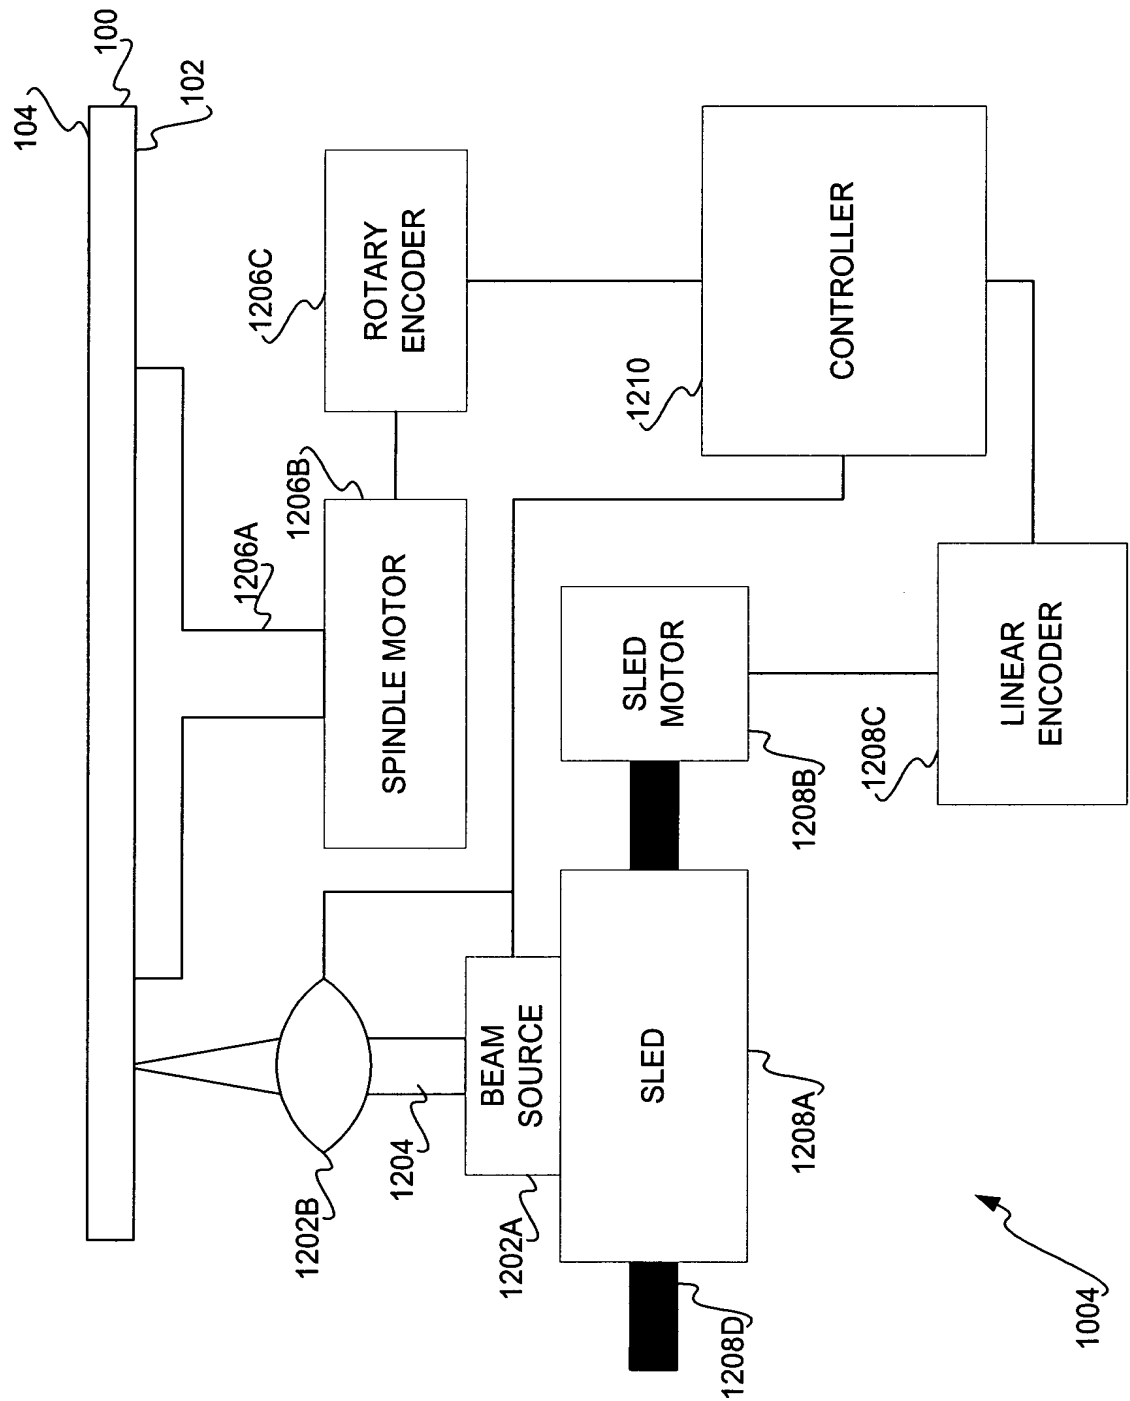 104
100
102
ROTARY
ENCODER
1206C
CONTROLLER
1210
1206B
1206A
SPINDLE MOTOR
SLED
MOTOR
1208B
LINEAR
ENCODER
1208C
BEAM
SOURCE
SLED
1208A
1204
1202B
1202A
1208D
1004